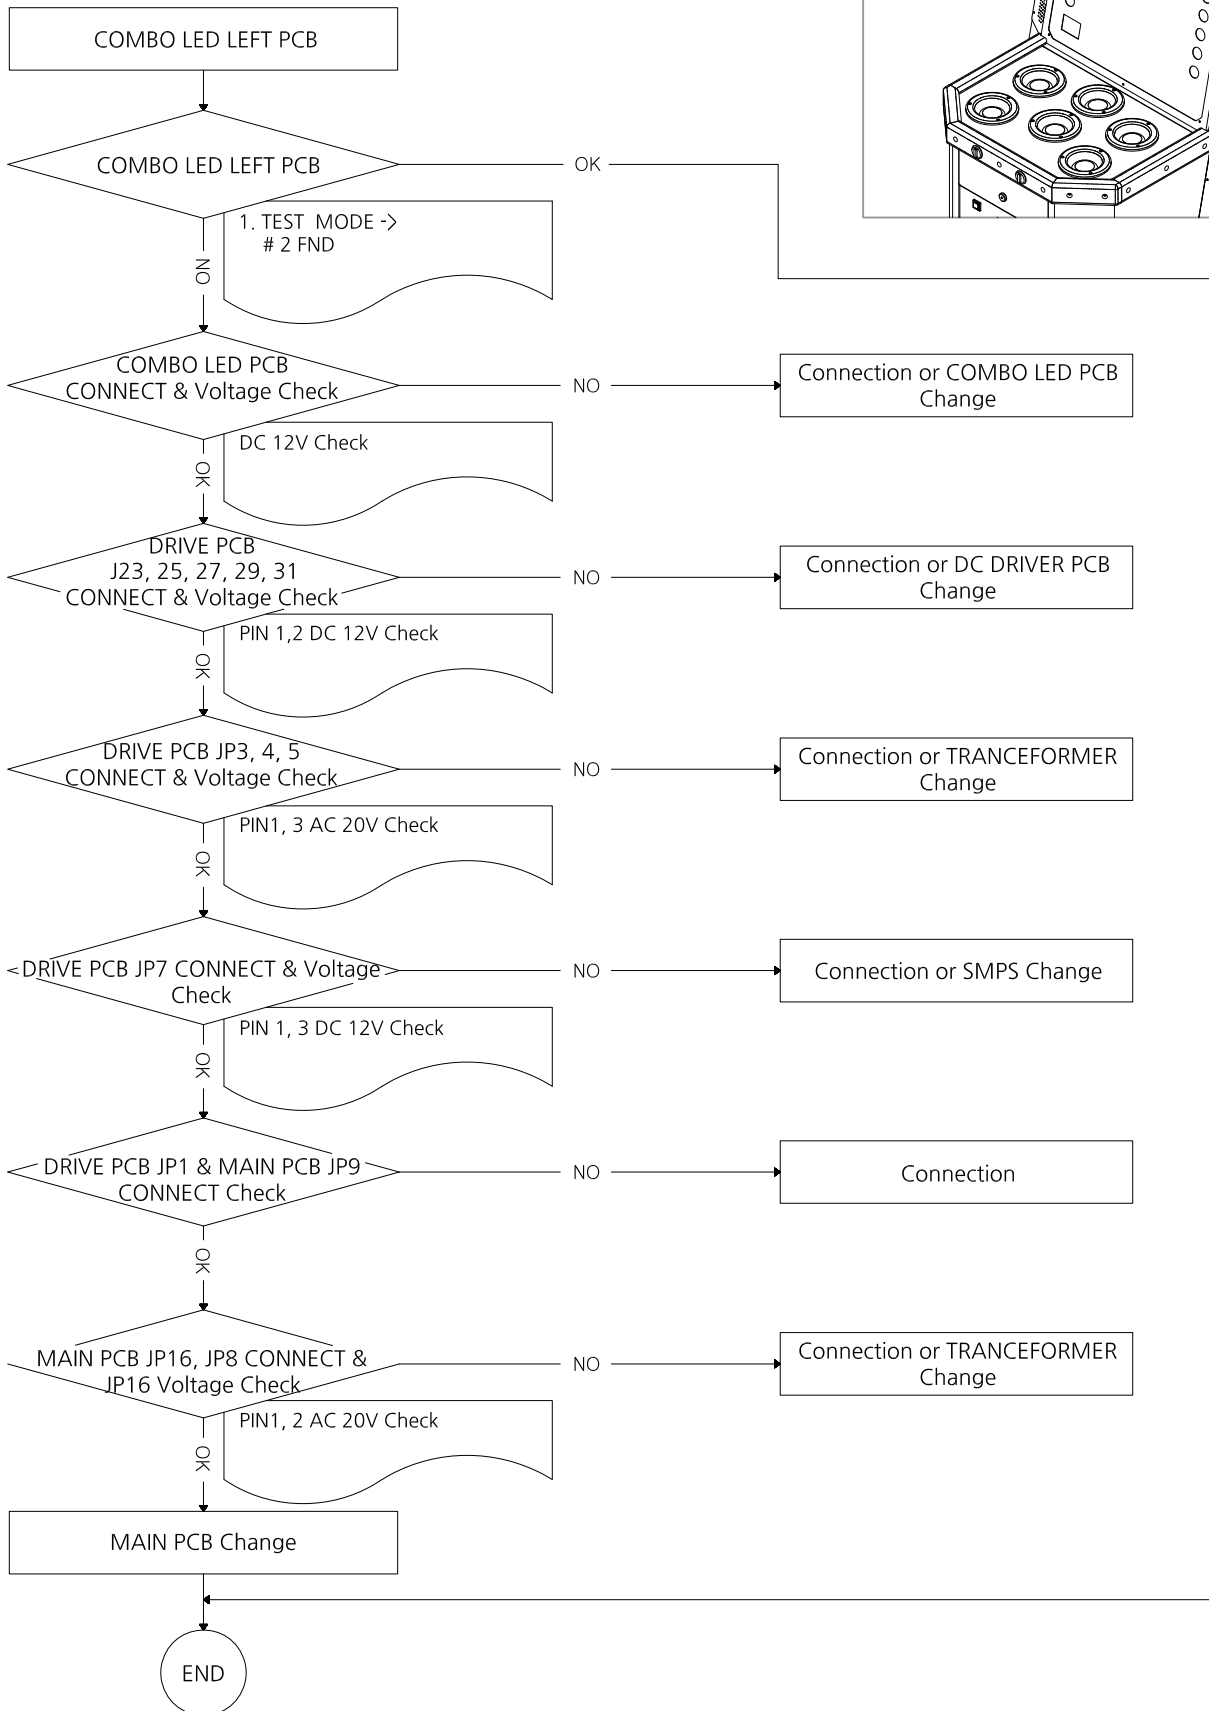 COMBO LED LEFT PCB
COMBO LED LEFT PCB
OK
1. TEST MODE ->
# 2 FND
NO
COMBO LED PCB
CONNECT & Voltage Check
NO
Connection or COMBO LED PCB
Change
DC 12V Check
OK
DRIVE PCB
J23, 25, 27, 29, 31
CONNECT & Voltage Check
NO
Connection or DC DRIVER PCB
Change
PIN 1,2 DC 12V Check
OK
DRIVE PCB JP3, 4, 5
CONNECT & Voltage Check
NO
Connection or TRANCEFORMER
Change
PIN1, 3 AC 20V Check
OK
DRIVE PCB JP7 CONNECT & Voltage
Check
NO
Connection or SMPS Change
PIN 1, 3 DC 12V Check
OK
DRIVE PCB JP1 & MAIN PCB JP9
CONNECT Check
NO
Connection
OK
MAIN PCB JP16, JP8 CONNECT &
JP16 Voltage Check
NO
Connection or TRANCEFORMER
Change
PIN1, 2 AC 20V Check
OK
MAIN PCB Change
END